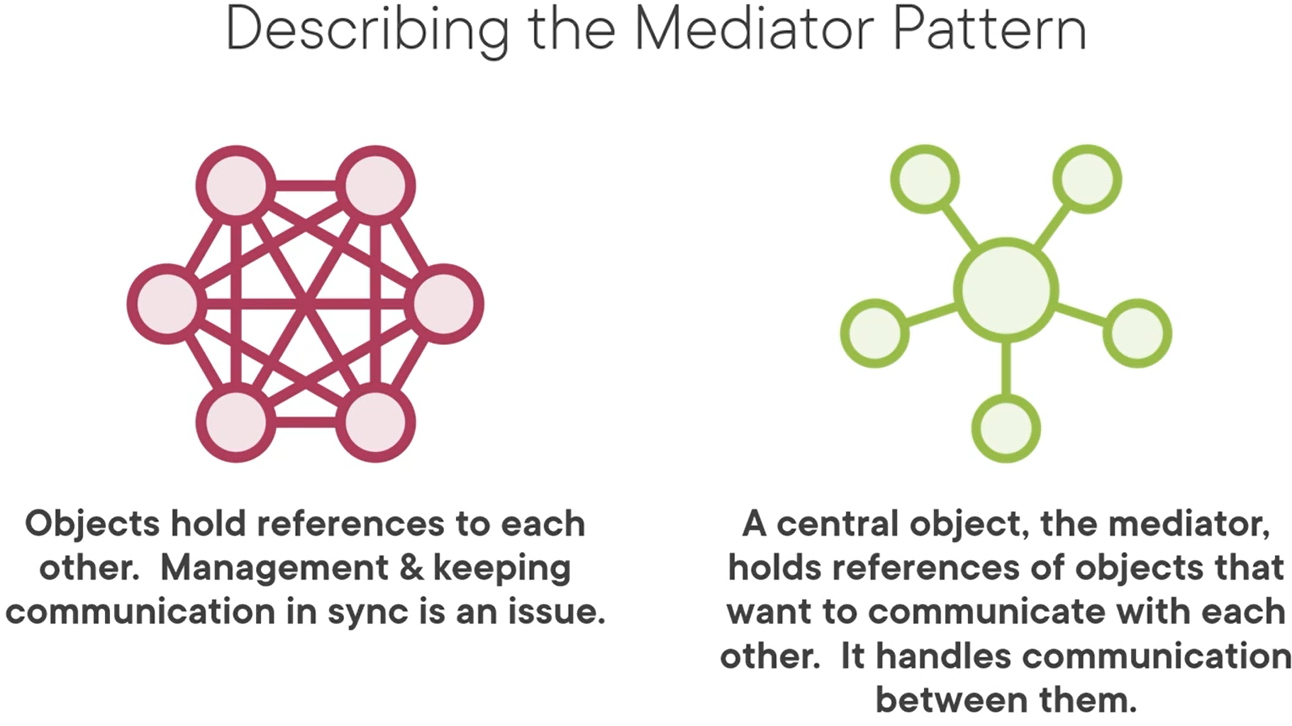 Describing the Mediator Pattern
Objects hold references to each
other.  Management & keeping
communication in sync is an issue.
A central object, the mediator,
holds references of objects that
want to communicate with each
other.  It handles communication
between them.